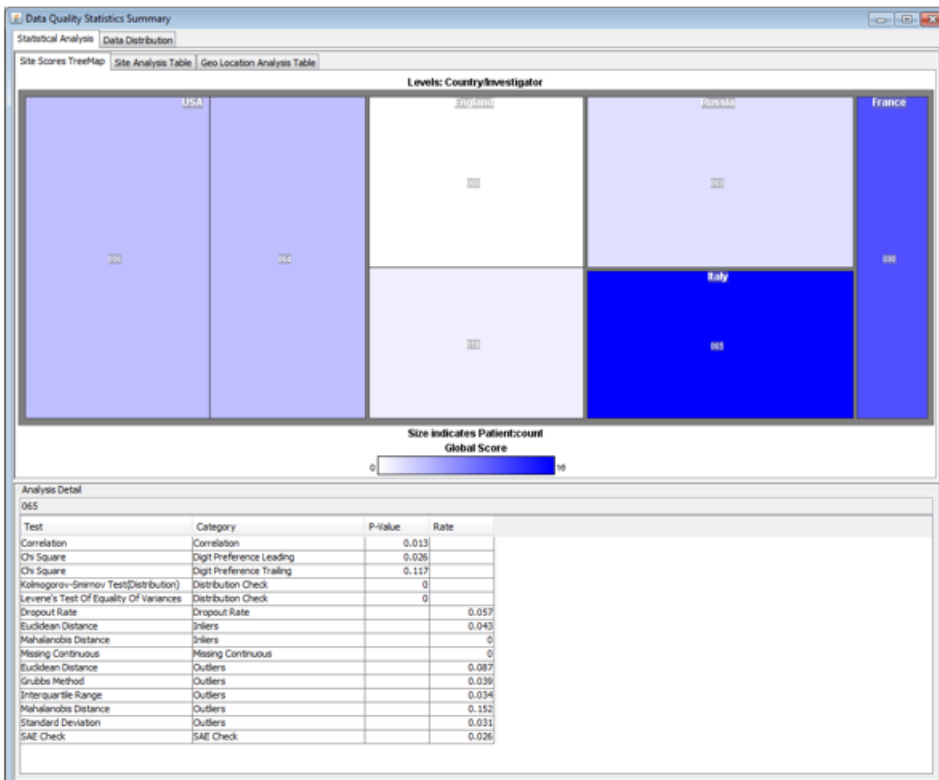 Data Quality Statistics Summary
Statistical Analysis Data Distribution
Site Scores TreeMap Site Analysis Table Geo Location Analysis Table
Levels: Country/Investigator
USA England Russia France
Italy
065
Size indicates Patient:count
Global Score
0 16
Analysis Detail
065
Test Category P-Value Rate
Correlation Correlation 0.013
Chi Square Digit Preference Leading 0.026
Chi Square Digit Preference Trailing 0.117
Kolmogorov-Smirnov Test(Distribution) Distribution Check 0
Levene's Test Of Equality Of Variances Distribution Check 0
Dropout Rate Dropout Rate 0.057
Euclidean Distance Inliers 0.043
Mahalanobis Distance Inliers 0
Missing Continuous Missing Continuous 0
Euclidean Distance Outliers 0.087
Grubbs Method Outliers 0.039
Interquartile Range Outliers 0.034
Mahalanobis Distance Outliers 0.152
Standard Deviation Outliers 0.031
SAE Check SAE Check 0.026